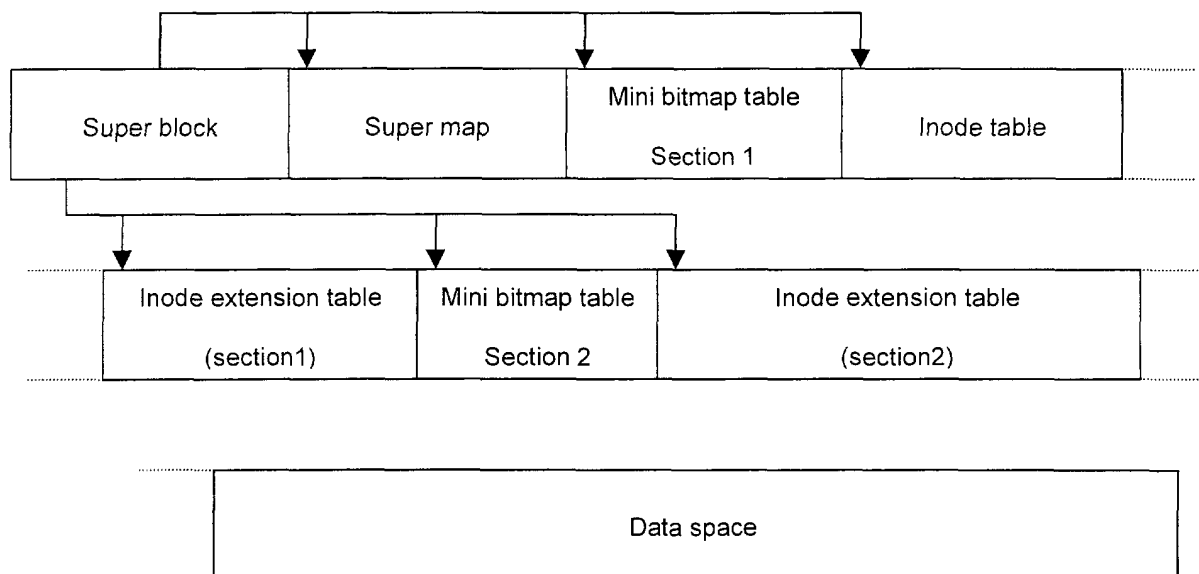 Super block
Super map
Mini bitmap table
Section 1
Inode table
Inode extension table
(section1)
Mini bitmap table
Section 2
Inode extension table
(section2)
Data space